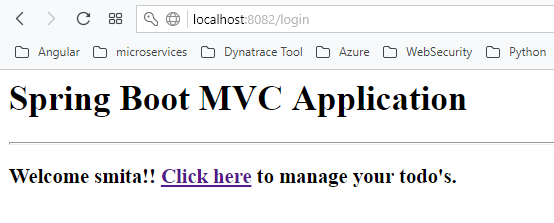 localhost:8082/login
Angular microservices Dynatrace Tool Azure WebSecurity Python
Spring Boot MVC Application
Welcome smita!! Click here to manage your todo's.